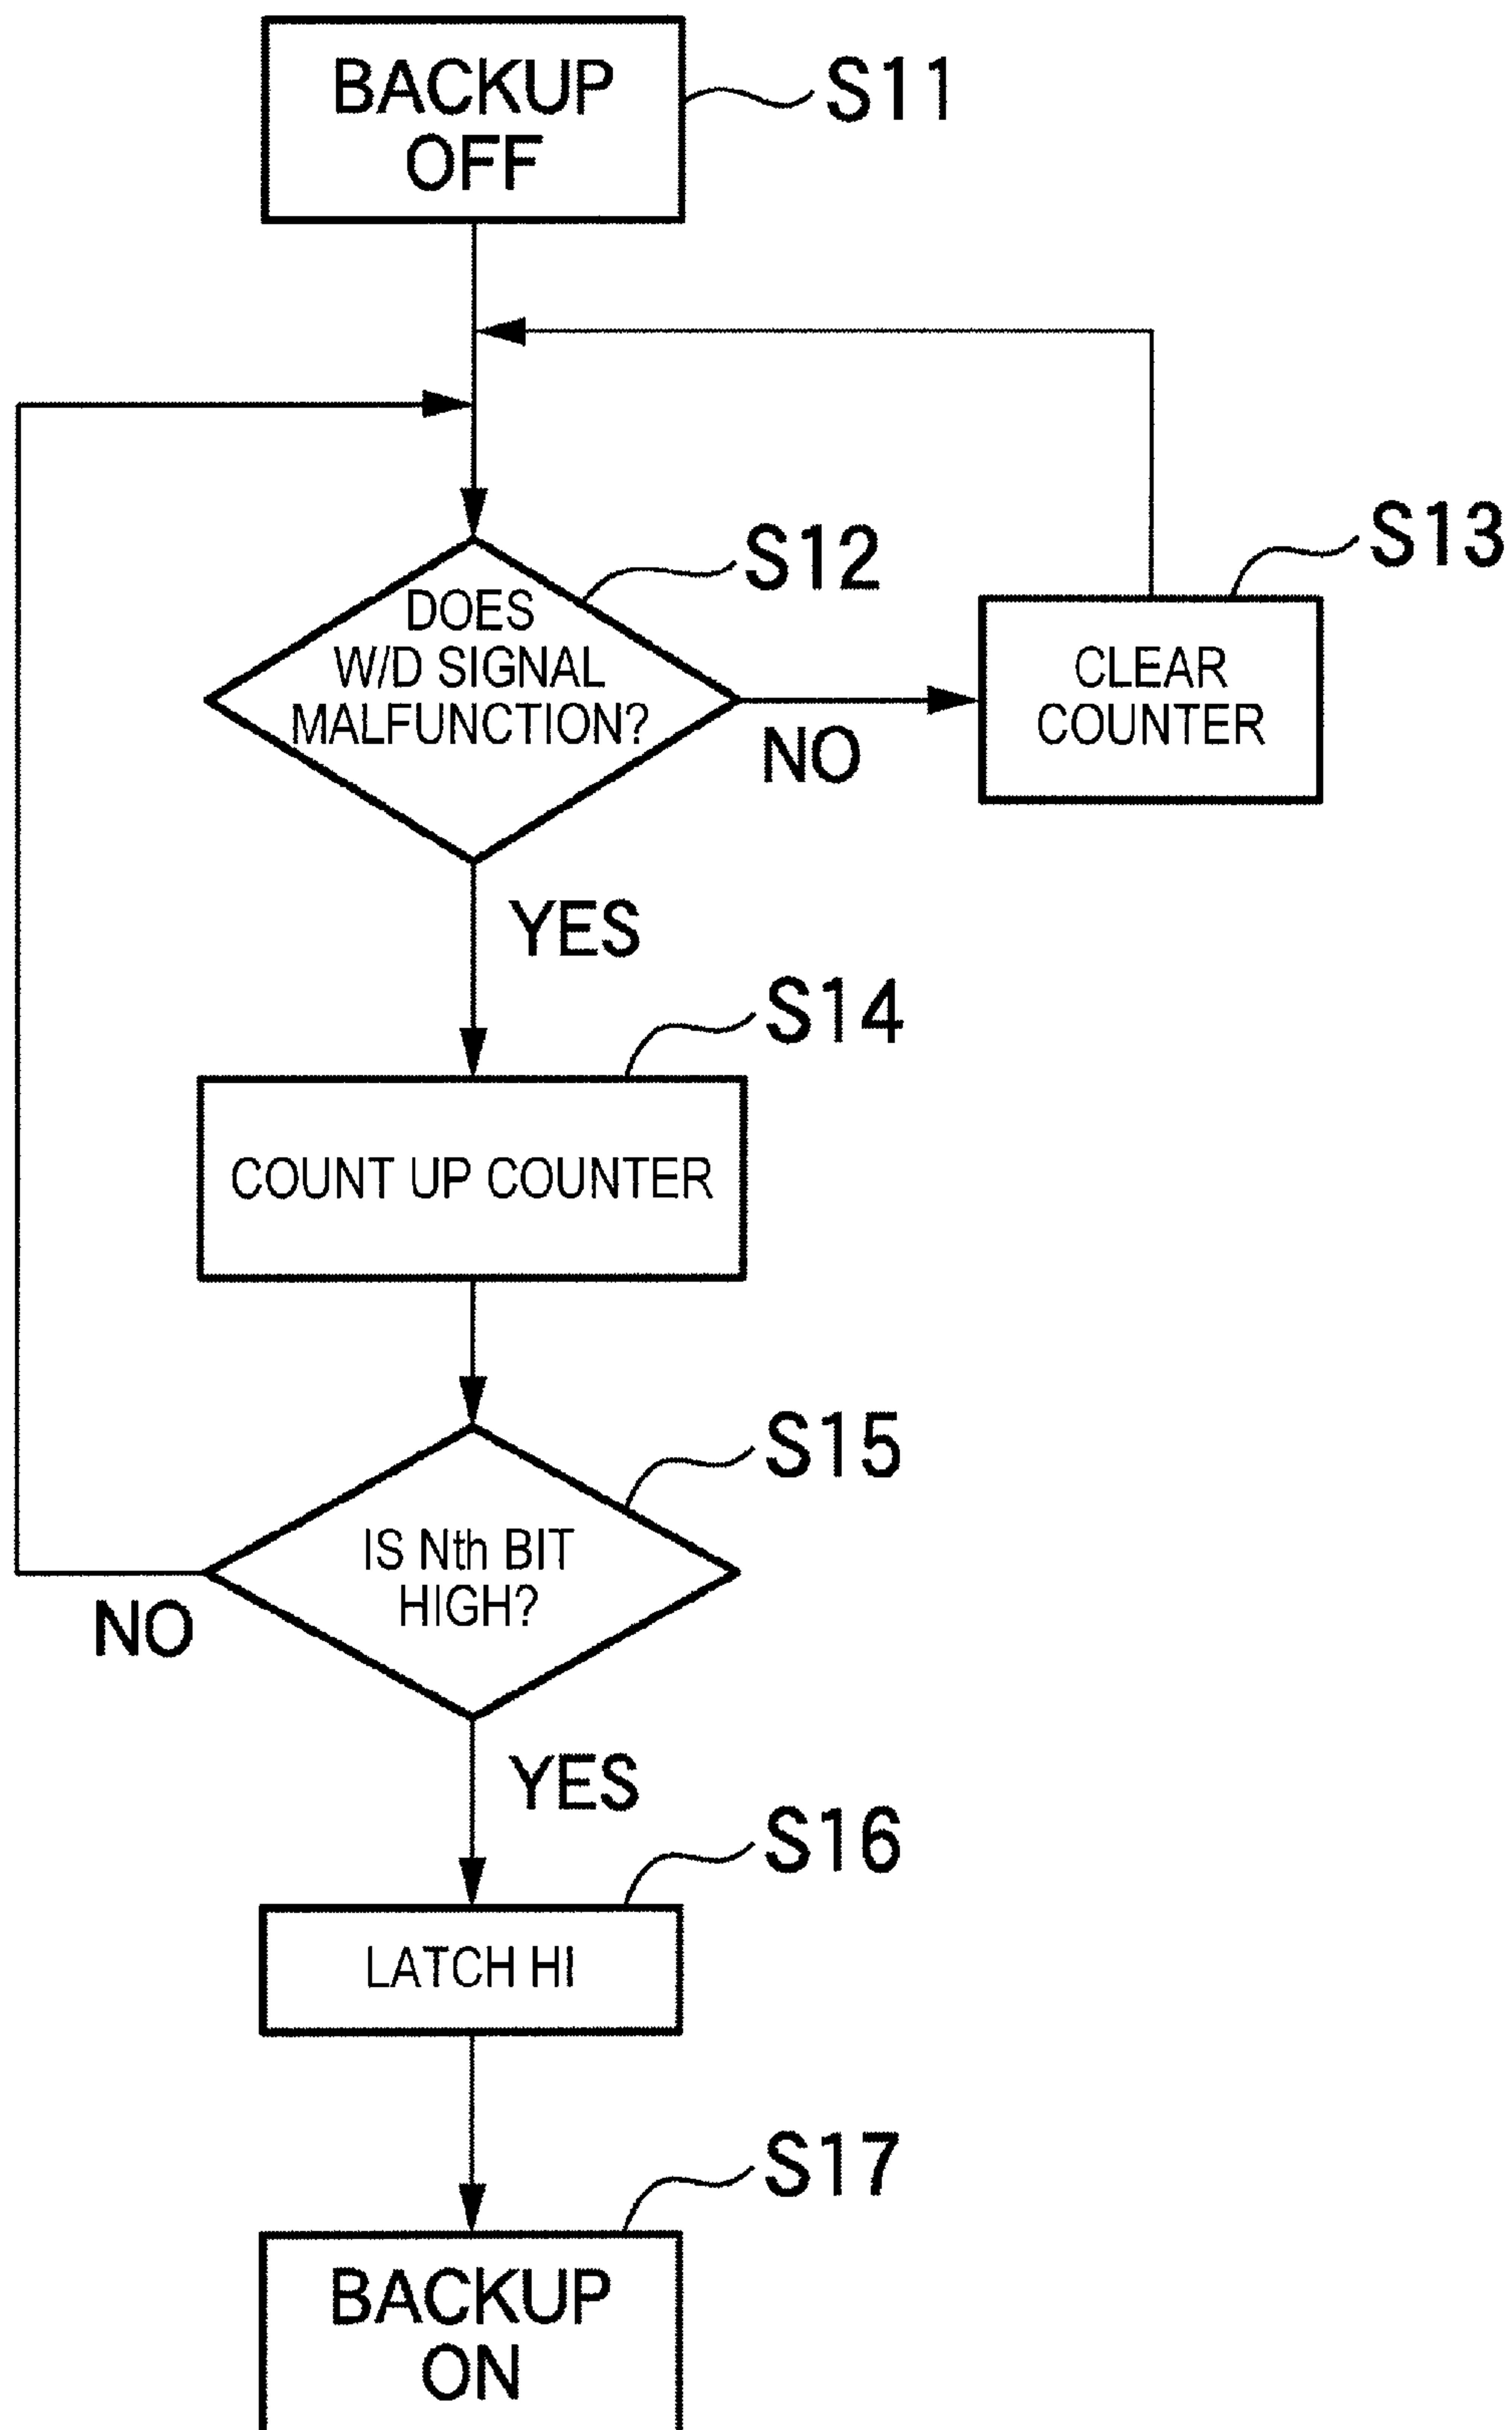 BACKUP
OFF
S11
S12
DOES
W/D SIGNAL
MALFUNCTION?
NO
S13
CLEAR
COUNTER
YES
S14
COUNT UP COUNTER
S15
IS Nth BIT
HIGH?
NO
YES
S16
LATCH HI
S17
BACKUP
ON